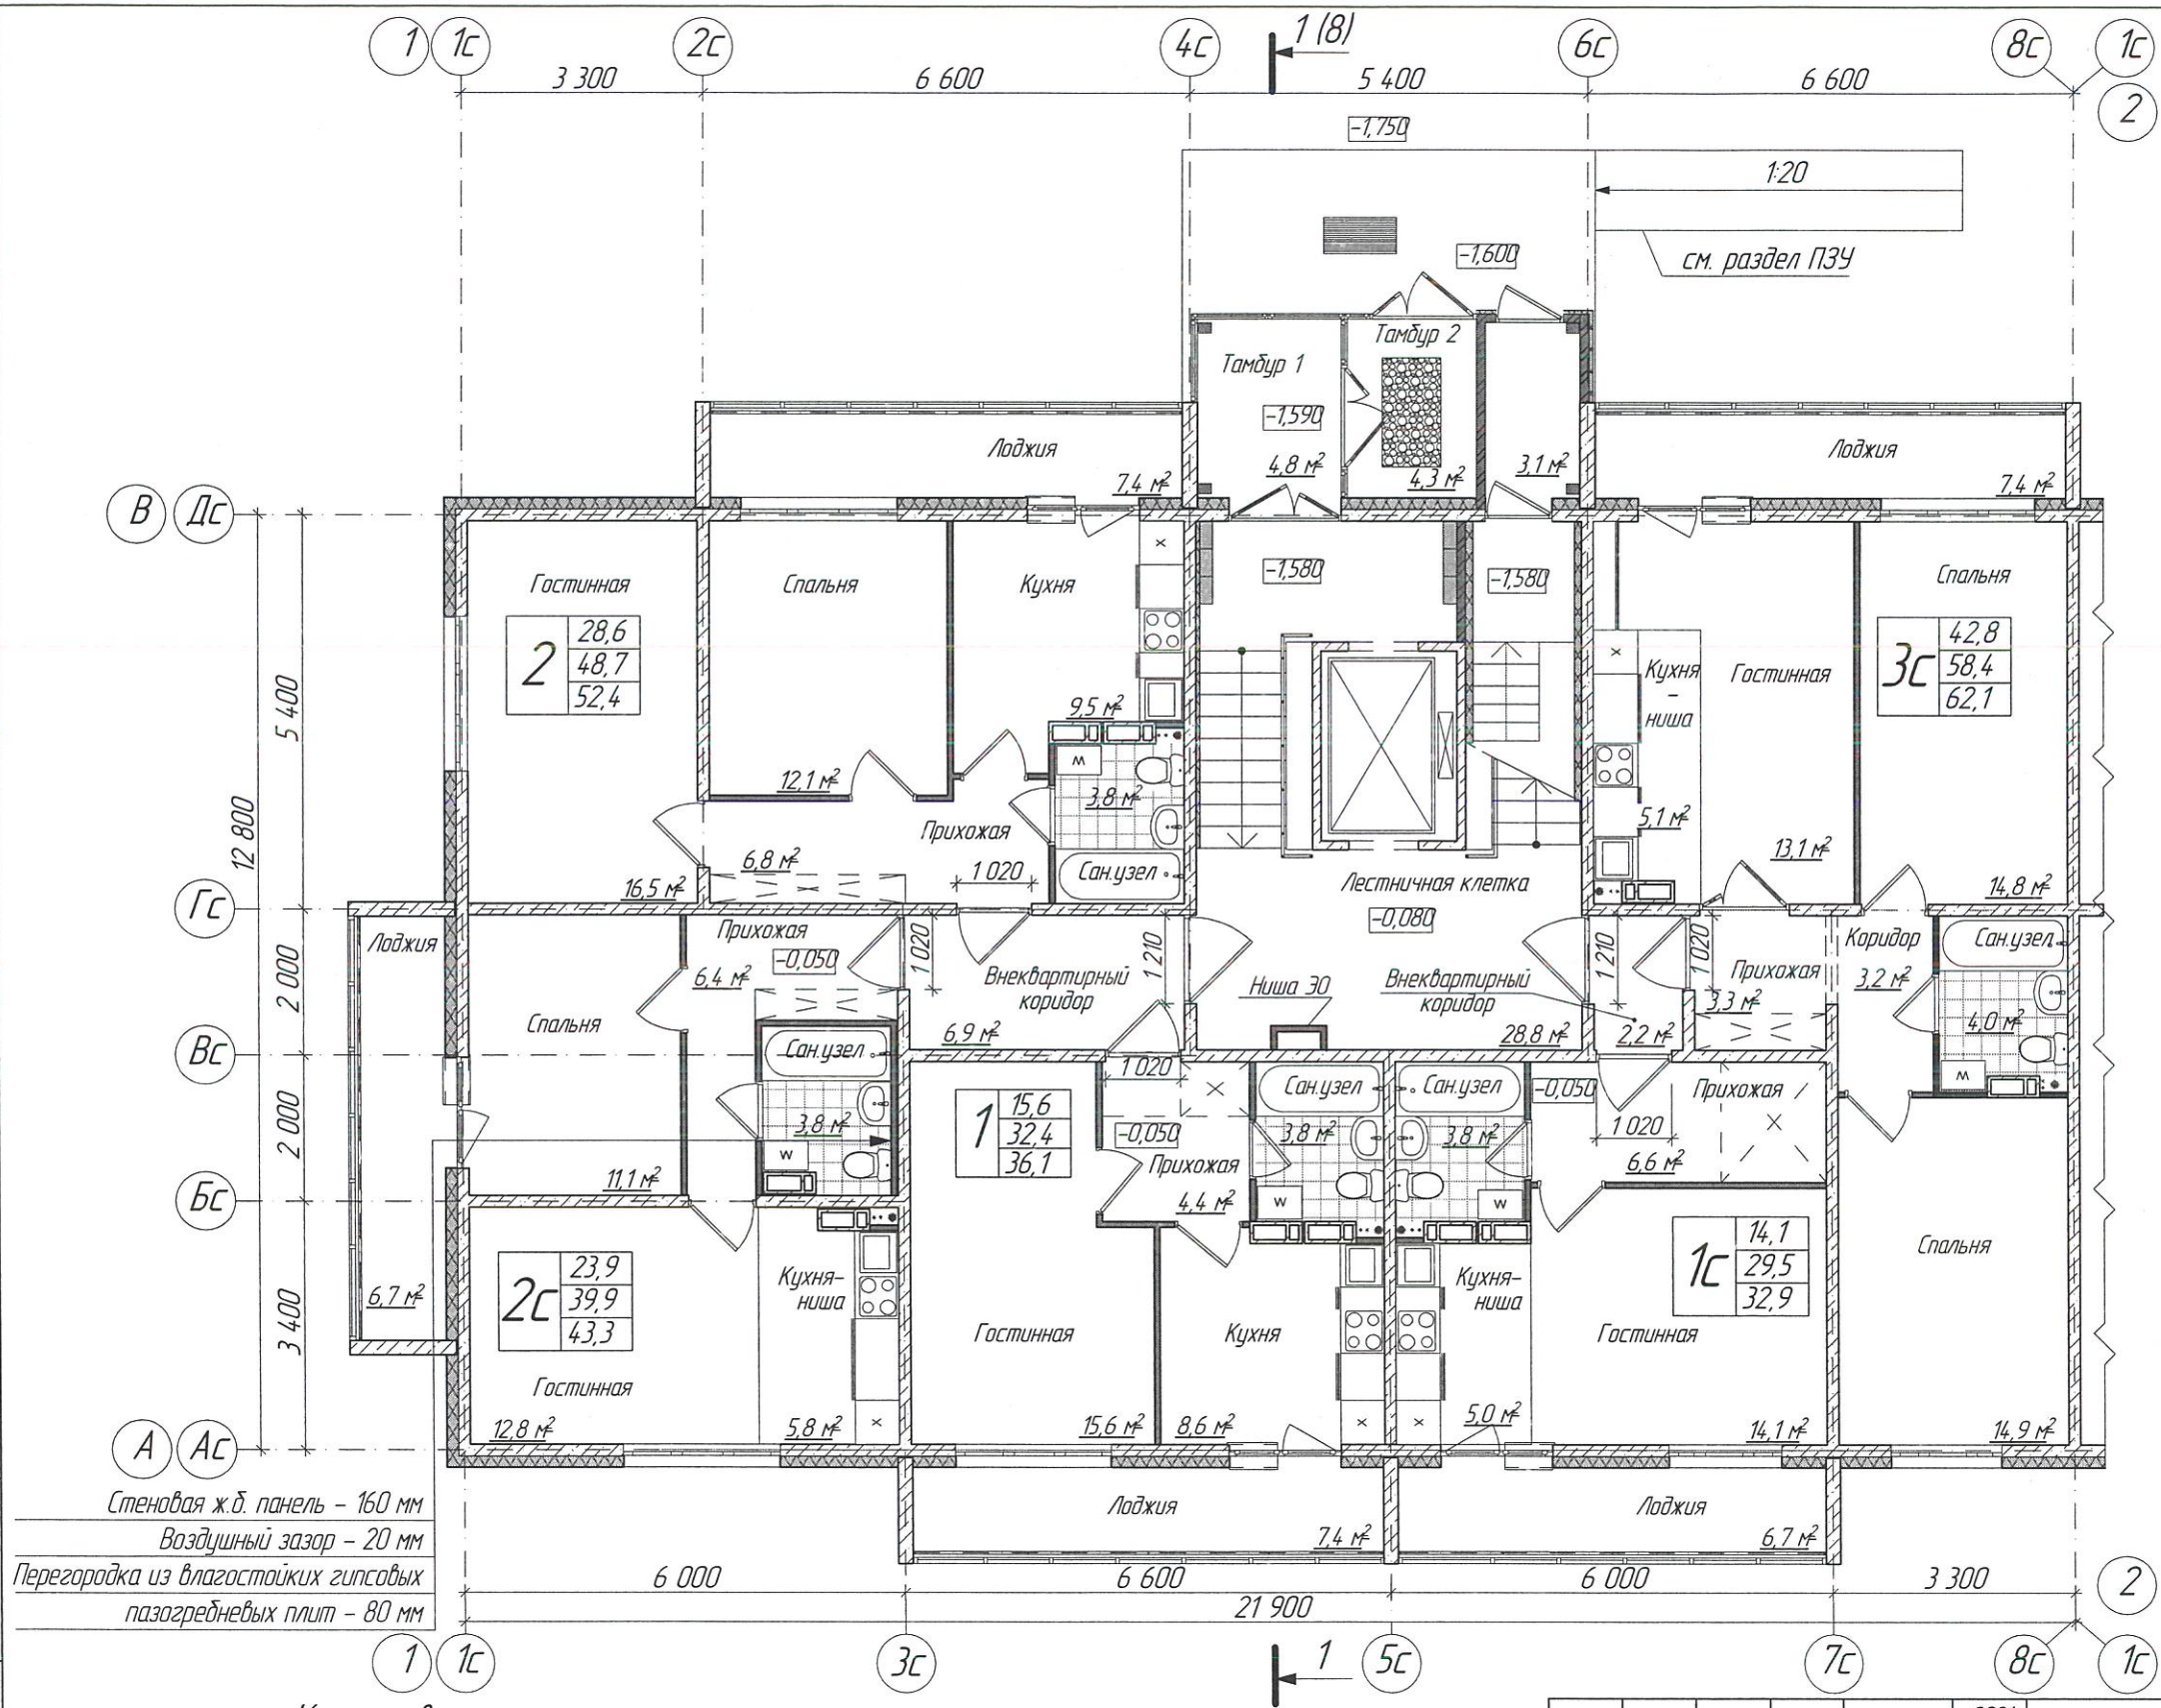 1 1с 2с 4с 1 (8) 6с 8с 1с
3 300 6 600 5 400 6 600
2
-1,750
1:20
-1,600
см. раздел ПЗУ
Тамбур 2
Тамбур 1
-1,590
Лоджия
7,4 м²
4,8 м²
4,3 м²
3,1 м²
Лоджия
7,4 м²
В Дс
Гостинная
2
28,6
48,7
52,4
16,5 м²
Спальня
12,1 м²
Кухня
9,5 м²
-1,580
-1,580
Кухня
-
ниша
5,1 м²
Гостинная
13,1 м²
Спальня
3с
42,8
58,4
62,1
14,8 м²
5 400
12 800
м
3,8 м²
Сан.узел
Прихожая
6,8 м²
1 020
Лестничная клетка
-0,080
Гс
Лоджия
6,7 м²
Прихожая
-0,050
6,4 м²
1 020
Внеквартирный
коридор
6,9 м²
1 210
Ниша ЭО
Внеквартирный
коридор
28,8 м²
1 210
2,2 м²
1 020
Прихожая
3,3 м²
Коридор
3,2 м²
Сан.узел
4,0 м²
м
2 000
Вс
Спальня
11,1 м²
Сан.узел
3,8 м²
w
2 000
Бс
1 020
1
15,6
32,4
36,1
-0,050
Прихожая
4,4 м²
Сан.узел
3,8 м²
w
Сан.узел
3,8 м²
w
-0,050
Прихожая
1 020
6,6 м²
1с
14,1
29,5
32,9
Спальня
14,9 м²
3 400
2с
23,9
39,9
43,3
Гостинная
12,8 м²
Кухня-
ниша
5,8 м²
Гостинная
15,6 м²
Кухня
8,6 м²
Кухня-
ниша
5,0 м²
Гостинная
14,1 м²
А Ас
Стеновая ж.б. панель - 160 мм
Воздушный зазор - 20 мм
Перегородка из влагостойких гипсовых
пазогребневых плит - 80 мм
Лоджия
7,4 м²
Лоджия
6,7 м²
6 000 6 600 6 000 3 300
21 900
2
1 1с 3с 1 5с 7с 8с 1с